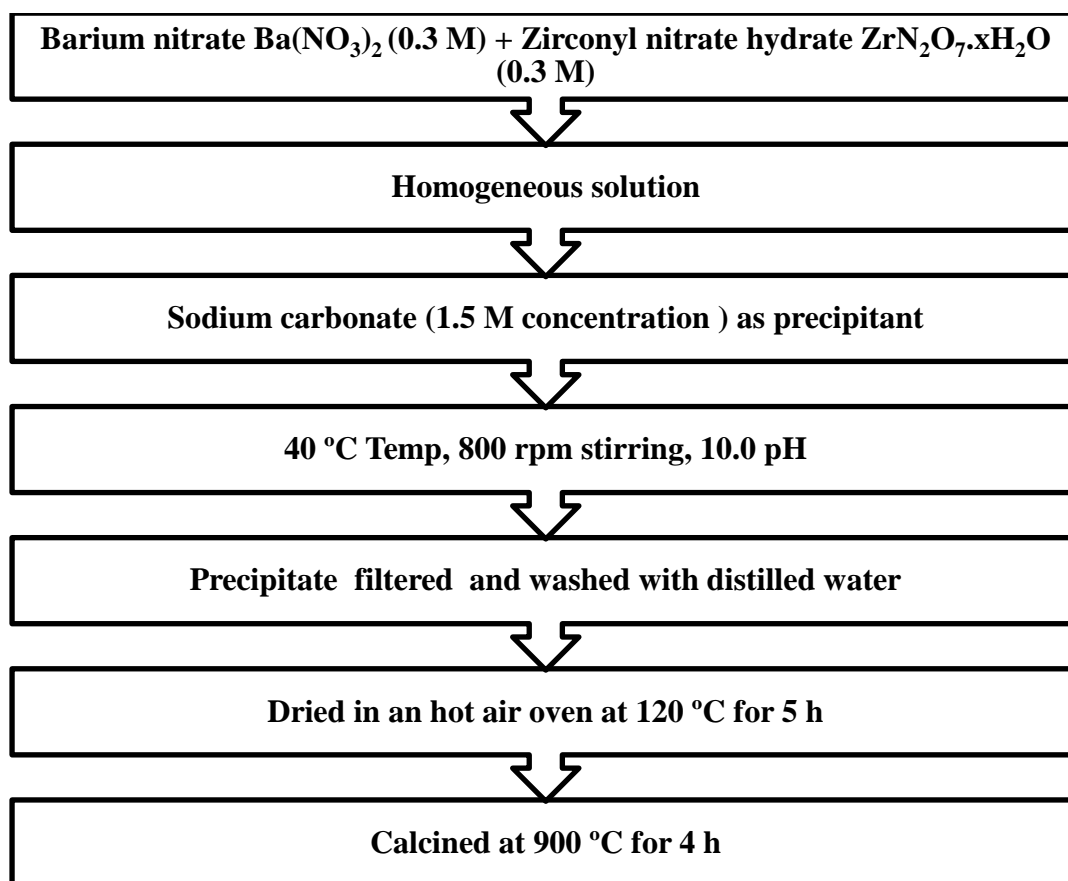 Barium nitrate Ba(NO₃)₂ (0.3 M) + Zirconyl nitrate hydrate ZrN₂O₇.xH₂O
(0.3 M)
Homogeneous solution
Sodium carbonate (1.5 M concentration ) as precipitant
40 ºC Temp, 800 rpm stirring, 10.0 pH
Precipitate filtered and washed with distilled water
Dried in an hot air oven at 120 ºC for 5 h
Calcined at 900 ºC for 4 h